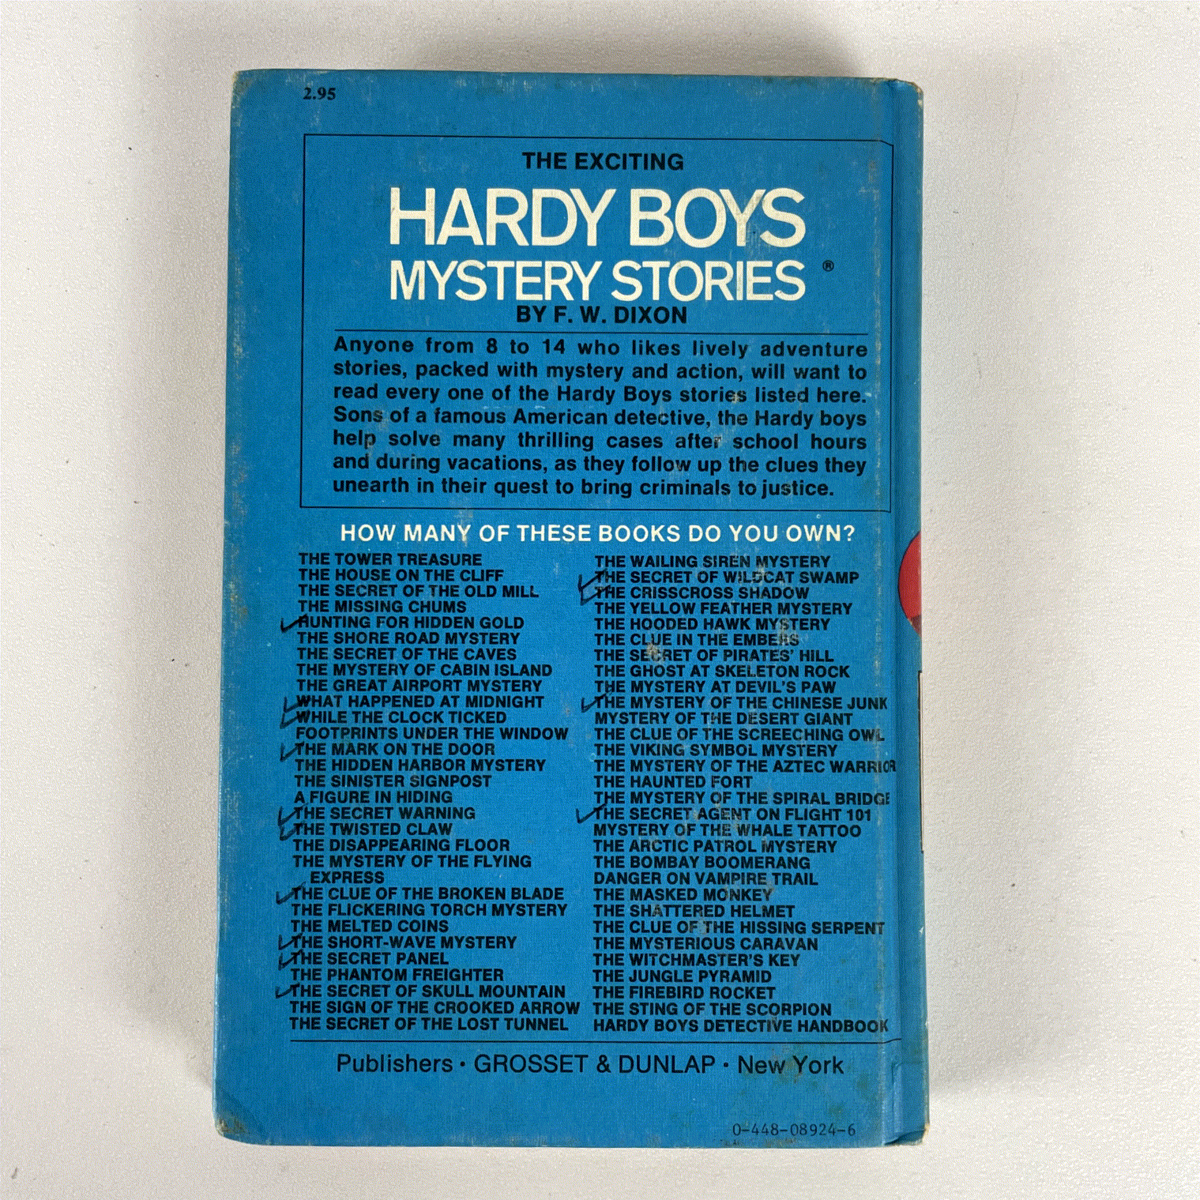 2.95
THE EXCITING
HARDY BOYS
MYSTERY STORIES ®
BY F. W. DIXON
Anyone from 8 to 14 who likes lively adventure
stories, packed with mystery and action, will want to
read every one of the Hardy Boys stories listed here.
Sons of a famous American detective, the Hardy boys
help solve many thrilling cases after school hours
and during vacations, as they follow up the clues they
unearth in their quest to bring criminals to justice.
HOW MANY OF THESE BOOKS DO YOU OWN?
THE TOWER TREASURE
THE HOUSE ON THE CLIFF
THE SECRET OF THE OLD MILL
THE MISSING CHUMS
HUNTING FOR HIDDEN GOLD
THE SHORE ROAD MYSTERY
THE SECRET OF THE CAVES
THE MYSTERY OF CABIN ISLAND
THE GREAT AIRPORT MYSTERY
WHAT HAPPENED AT MIDNIGHT
WHILE THE CLOCK TICKED
FOOTPRINTS UNDER THE WINDOW
THE MARK ON THE DOOR
THE HIDDEN HARBOR MYSTERY
THE SINISTER SIGNPOST
A FIGURE IN HIDING
THE SECRET WARNING
THE TWISTED CLAW
THE DISAPPEARING FLOOR
THE MYSTERY OF THE FLYING
EXPRESS
THE CLUE OF THE BROKEN BLADE
THE FLICKERING TORCH MYSTERY
THE MELTED COINS
THE SHORT-WAVE MYSTERY
THE SECRET PANEL
THE PHANTOM FREIGHTER
THE SECRET OF SKULL MOUNTAIN
THE SIGN OF THE CROOKED ARROW
THE SECRET OF THE LOST TUNNEL
THE WAILING SIREN MYSTERY
THE SECRET OF WILDCAT SWAMP
THE CRISSCROSS SHADOW
THE YELLOW FEATHER MYSTERY
THE HOODED HAWK MYSTERY
THE CLUE IN THE EMBERS
THE SECRET OF PIRATES' HILL
THE GHOST AT SKELETON ROCK
THE MYSTERY AT DEVIL'S PAW
THE MYSTERY OF THE CHINESE JUNK
MYSTERY OF THE DESERT GIANT
THE CLUE OF THE SCREECHING OWL
THE VIKING SYMBOL MYSTERY
THE MYSTERY OF THE AZTEC WARRIOR
THE HAUNTED FORT
THE MYSTERY OF THE SPIRAL BRIDGE
THE SECRET AGENT ON FLIGHT 101
MYSTERY OF THE WHALE TATTOO
THE ARCTIC PATROL MYSTERY
THE BOMBAY BOOMERANG
DANGER ON VAMPIRE TRAIL
THE MASKED MONKEY
THE SHATTERED HELMET
THE CLUE OF THE HISSING SERPENT
THE MYSTERIOUS CARAVAN
THE WITCHMASTER'S KEY
THE JUNGLE PYRAMID
THE FIREBIRD ROCKET
THE STING OF THE SCORPION
HARDY BOYS DETECTIVE HANDBOOK
Publishers • GROSSET & DUNLAP • New York
0-448-08924-6